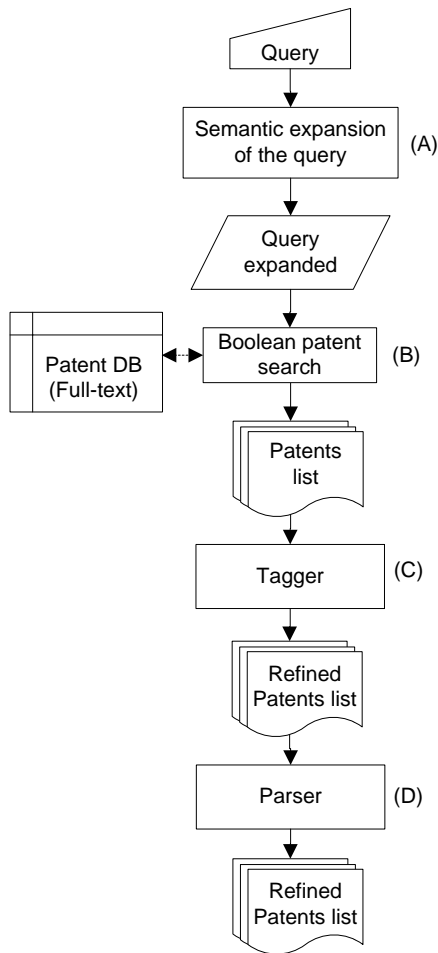 Query
Semantic expansion
of the query
(A)
Query
expanded
Patent DB
(Full-text)
Boolean patent
search
(B)
Patents
list
Tagger
(C)
Refined
Patents list
Parser
(D)
Refined
Patents list